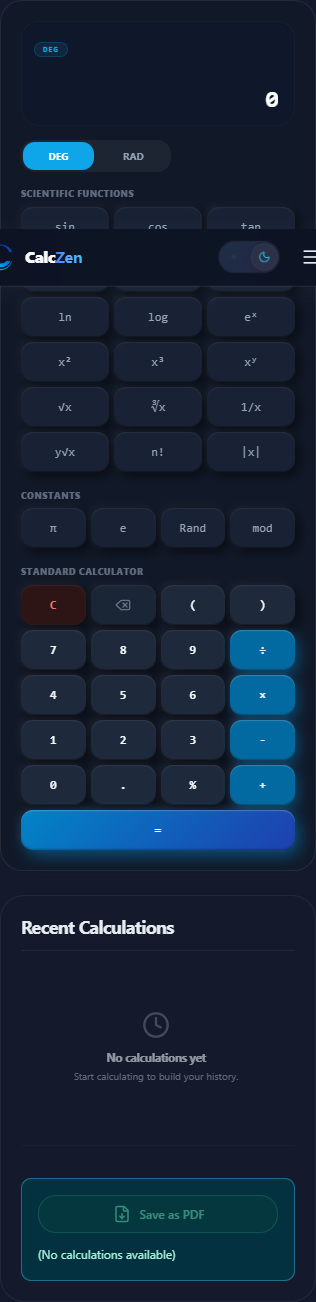 DEG
0
DEG RAD
SCIENTIFIC FUNCTIONS
sin cos tan
CalcZen
ln log eˣ
x² x³ xʸ
√x ∛x 1/x
y√x n! |x|
CONSTANTS
π e Rand mod
STANDARD CALCULATOR
C ( )
7 8 9 ÷
4 5 6 ×
1 2 3 -
0 . % +
=
Recent Calculations
No calculations yet
Start calculating to build your history.
Save as PDF
(No calculations available)